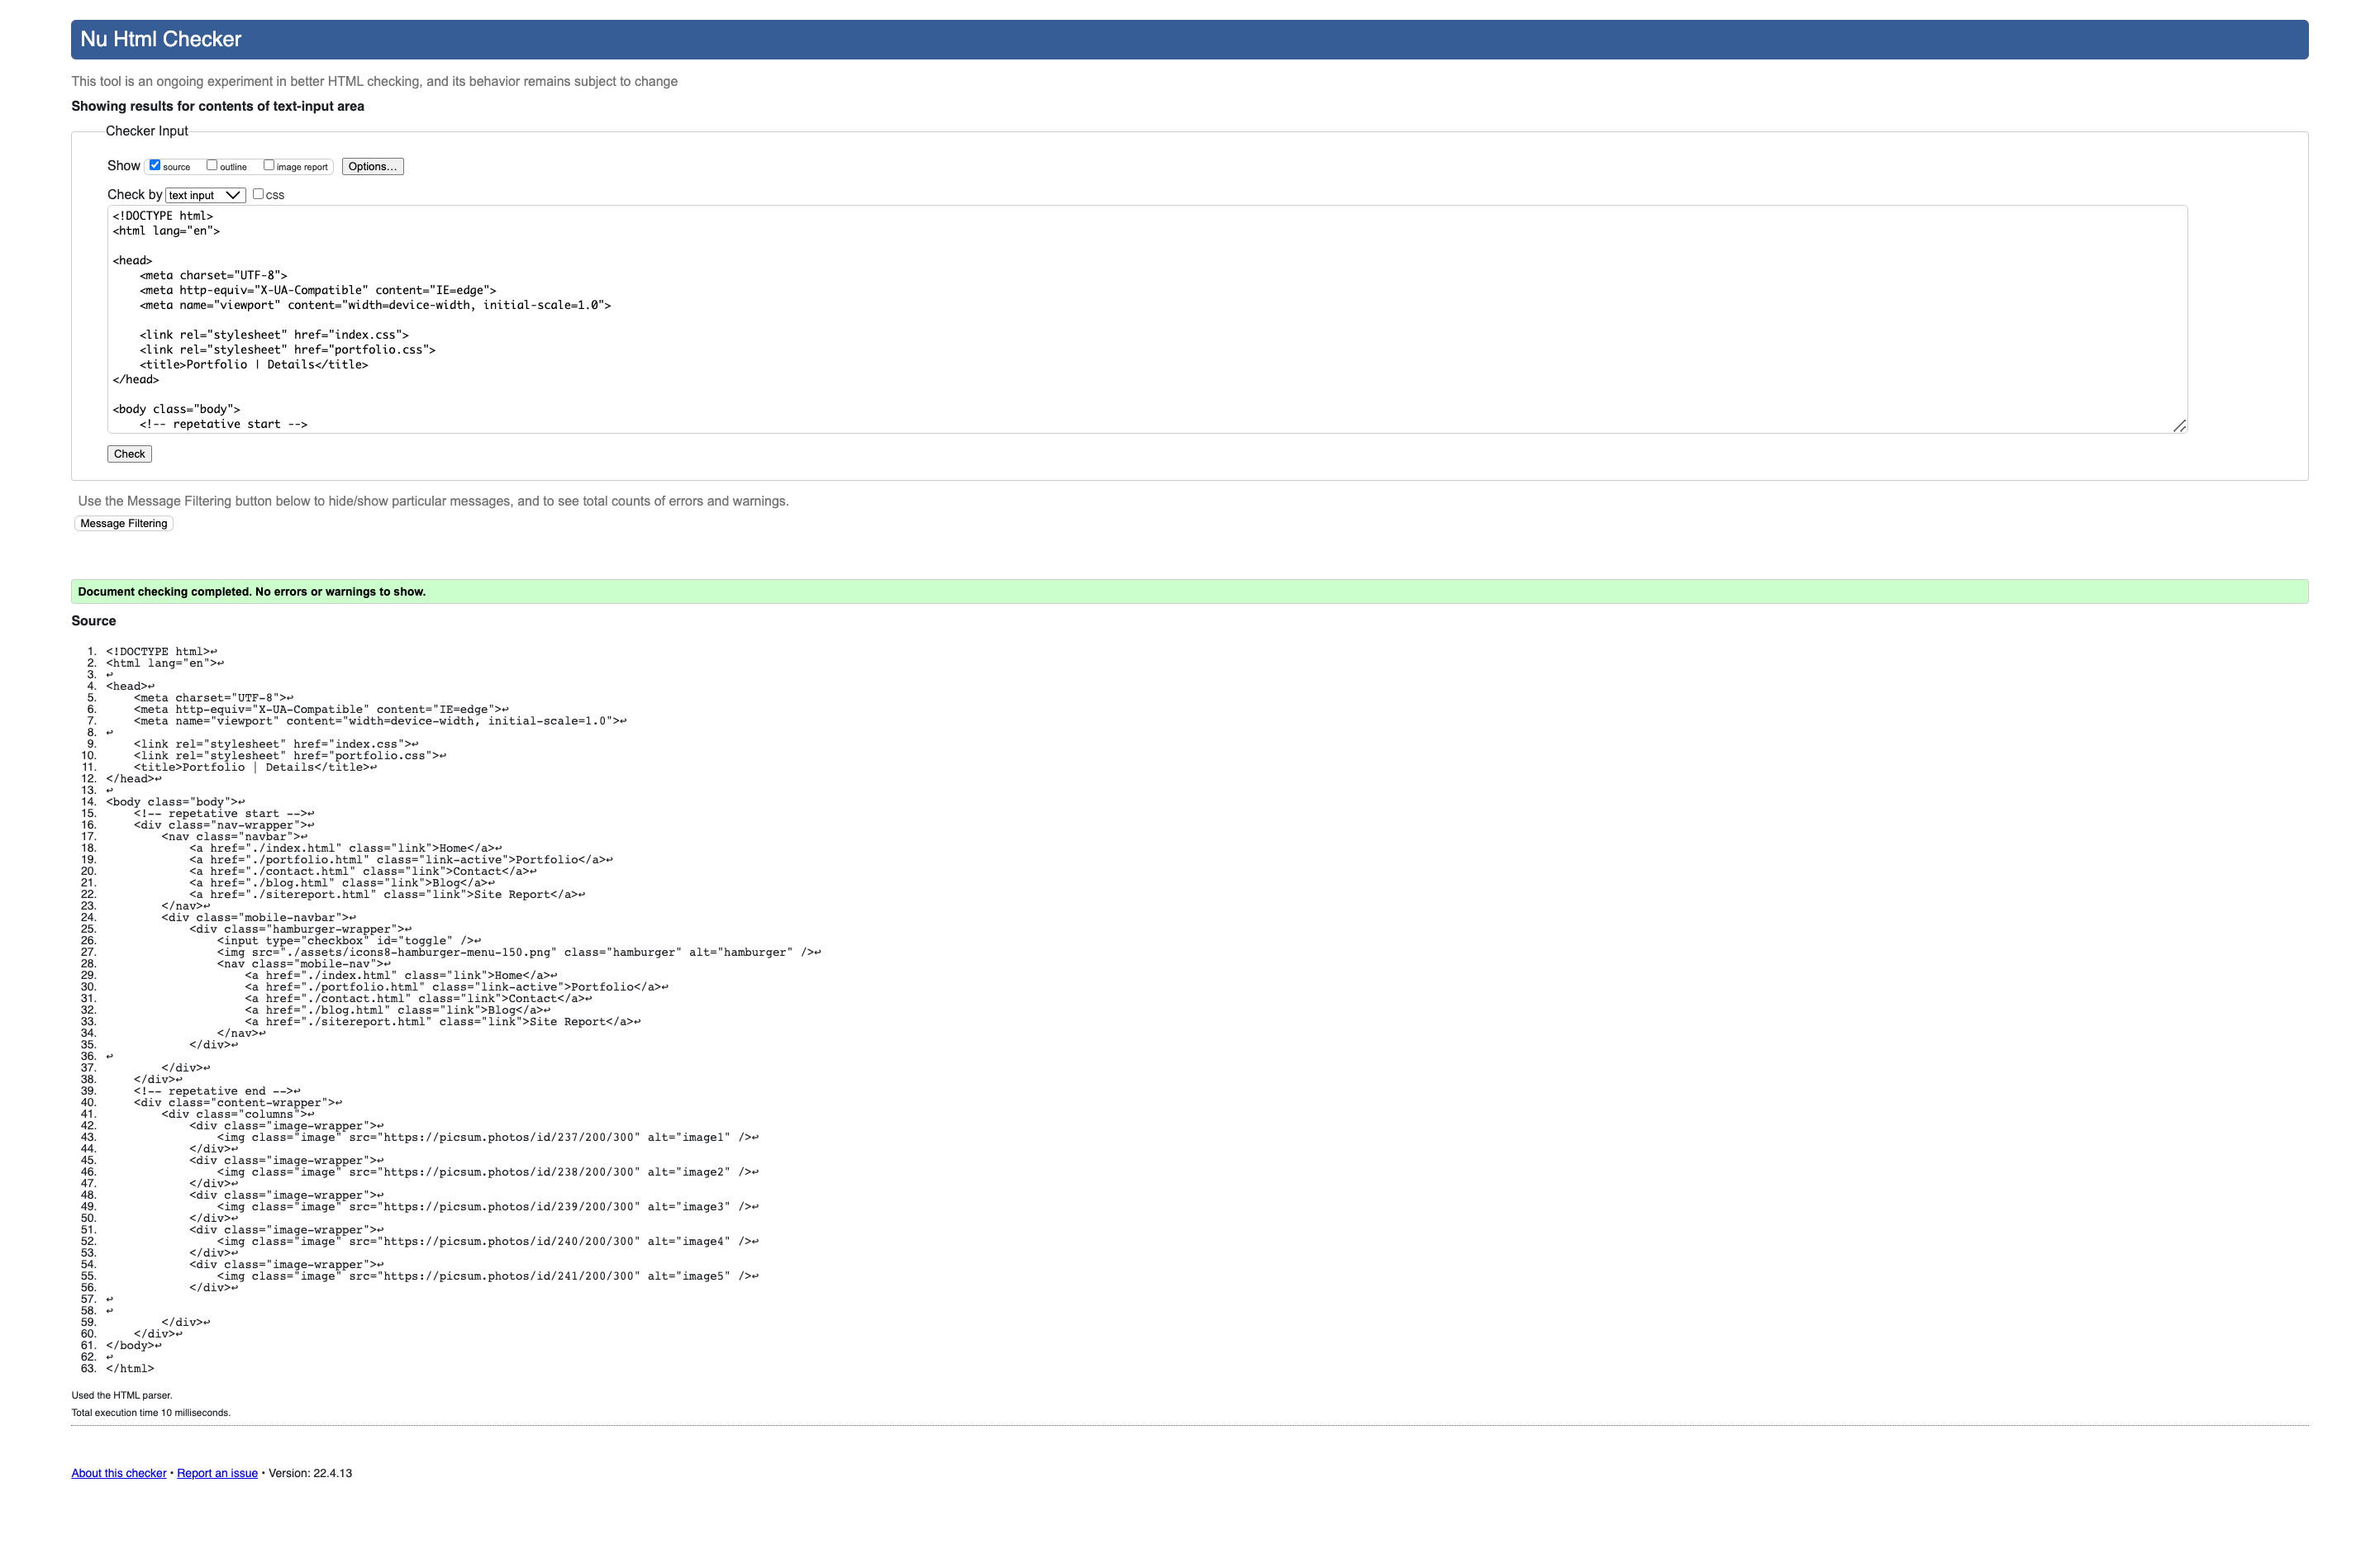 Nu Html Checker
This tool is an ongoing experiment in better HTML checking, and its behavior remains subject to change
Showing results for contents of text-input area
Checker Input
Show source outline image report Options...
Check by text input css
<!DOCTYPE html>
<html lang="en">
<head>
    <meta charset="UTF-8">
    <meta http-equiv="X-UA-Compatible" content="IE=edge">
    <meta name="viewport" content="width=device-width, initial-scale=1.0">
    <link rel="stylesheet" href="index.css">
    <link rel="stylesheet" href="portfolio.css">
    <title>Portfolio | Details</title>
</head>
<body class="body">
    <!-- repetative start -->
Check
Use the Message Filtering button below to hide/show particular messages, and to see total counts of errors and warnings.
Message Filtering
Document checking completed. No errors or warnings to show.
Source
1. <!DOCTYPE html>↩
2. <html lang="en">↩
3. ↩
4. <head>↩
5.     <meta charset="UTF-8">↩
6.     <meta http-equiv="X-UA-Compatible" content="IE=edge">↩
7.     <meta name="viewport" content="width=device-width, initial-scale=1.0">↩
8. ↩
9.     <link rel="stylesheet" href="index.css">↩
10.     <link rel="stylesheet" href="portfolio.css">↩
11.     <title>Portfolio | Details</title>↩
12. </head>↩
13. ↩
14. <body class="body">↩
15.     <!-- repetative start -->↩
16.     <div class="nav-wrapper">↩
17.         <nav class="navbar">↩
18.             <a href="./index.html" class="link">Home</a>↩
19.             <a href="./portfolio.html" class="link-active">Portfolio</a>↩
20.             <a href="./contact.html" class="link">Contact</a>↩
21.             <a href="./blog.html" class="link">Blog</a>↩
22.             <a href="./sitereport.html" class="link">Site Report</a>↩
23.         </nav>↩
24.         <div class="mobile-navbar">↩
25.             <div class="hamburger-wrapper">↩
26.                 <input type="checkbox" id="toggle" />↩
27.                 <img src="./assets/icons8-hamburger-menu-150.png" class="hamburger" alt="hamburger" />↩
28.                 <nav class="mobile-nav">↩
29.                     <a href="./index.html" class="link">Home</a>↩
30.                     <a href="./portfolio.html" class="link-active">Portfolio</a>↩
31.                     <a href="./contact.html" class="link">Contact</a>↩
32.                     <a href="./blog.html" class="link">Blog</a>↩
33.                     <a href="./sitereport.html" class="link">Site Report</a>↩
34.                 </nav>↩
35.             </div>↩
36. ↩
37.         </div>↩
38.     </div>↩
39.     <!-- repetative end -->↩
40.     <div class="content-wrapper">↩
41.         <div class="columns">↩
42.             <div class="image-wrapper">↩
43.                 <img class="image" src="https://picsum.photos/id/237/200/300" alt="image1" />↩
44.             </div>↩
45.             <div class="image-wrapper">↩
46.                 <img class="image" src="https://picsum.photos/id/238/200/300" alt="image2" />↩
47.             </div>↩
48.             <div class="image-wrapper">↩
49.                 <img class="image" src="https://picsum.photos/id/239/200/300" alt="image3" />↩
50.             </div>↩
51.             <div class="image-wrapper">↩
52.                 <img class="image" src="https://picsum.photos/id/240/200/300" alt="image4" />↩
53.             </div>↩
54.             <div class="image-wrapper">↩
55.                 <img class="image" src="https://picsum.photos/id/241/200/300" alt="image5" />↩
56.             </div>↩
57. ↩
58. ↩
59.         </div>↩
60.     </div>↩
61. </body>↩
62. ↩
63. </html>
Used the HTML parser.
Total execution time 10 milliseconds.
About this checker • Report an issue • Version: 22.4.13